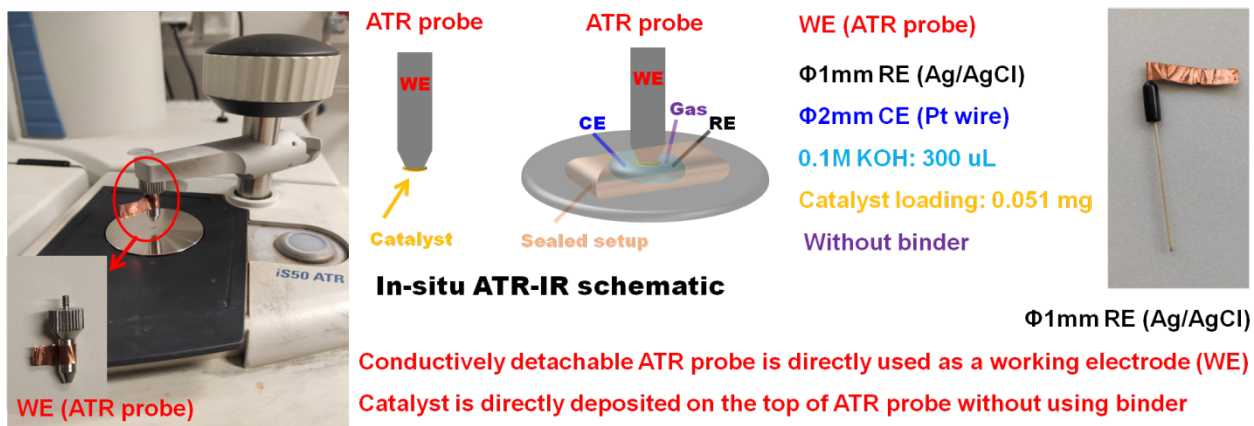 iS50 ATR
WE (ATR probe)
ATR probe
WE
Catalyst
ATR probe
WE
Gas
CE
RE
Sealed setup
In-situ ATR-IR schematic
WE (ATR probe)
Φ1mm RE (Ag/AgCl)
Φ2mm CE (Pt wire)
0.1M KOH: 300 uL
Catalyst loading: 0.051 mg
Without binder
Φ1mm RE (Ag/AgCl)
Conductively detachable ATR probe is directly used as a working electrode (WE)
Catalyst is directly deposited on the top of ATR probe without using binder